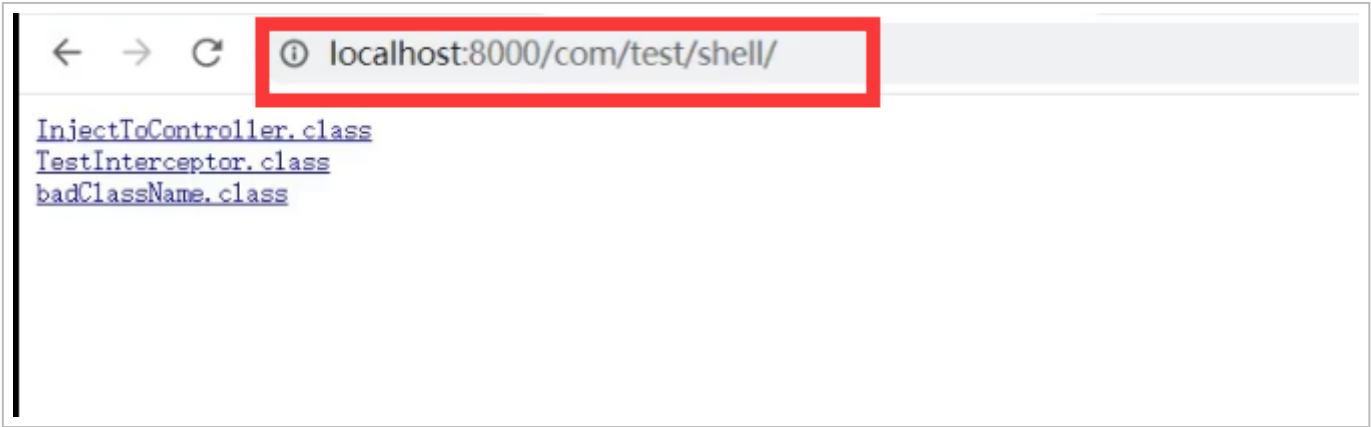 localhost:8000/com/test/shell/
InjectToController.class
TestInterceptor.class
badClassName.class